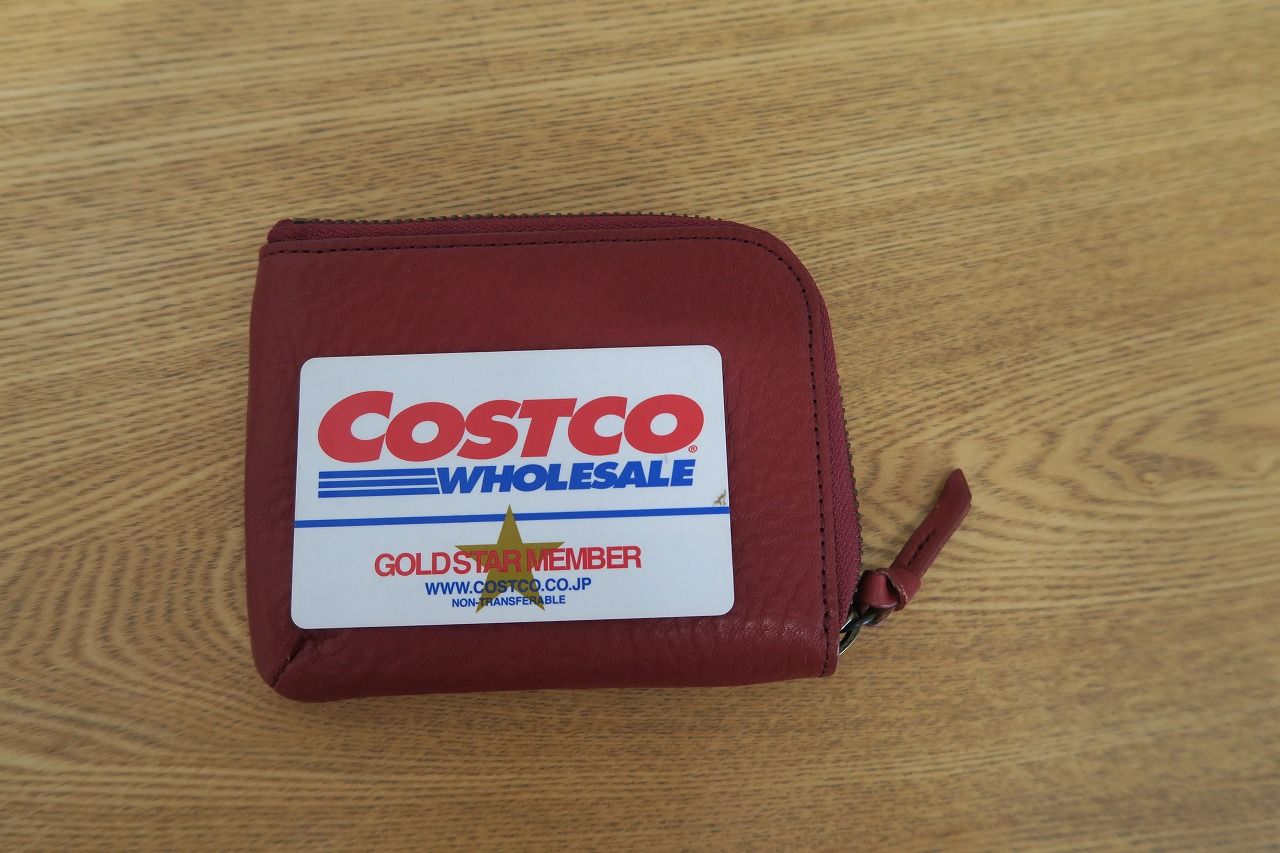 COSTCO®
WHOLESALE
GOLD STAR MEMBER
WWW.COSTCO.CO.JP
NON-TRANSFERABLE